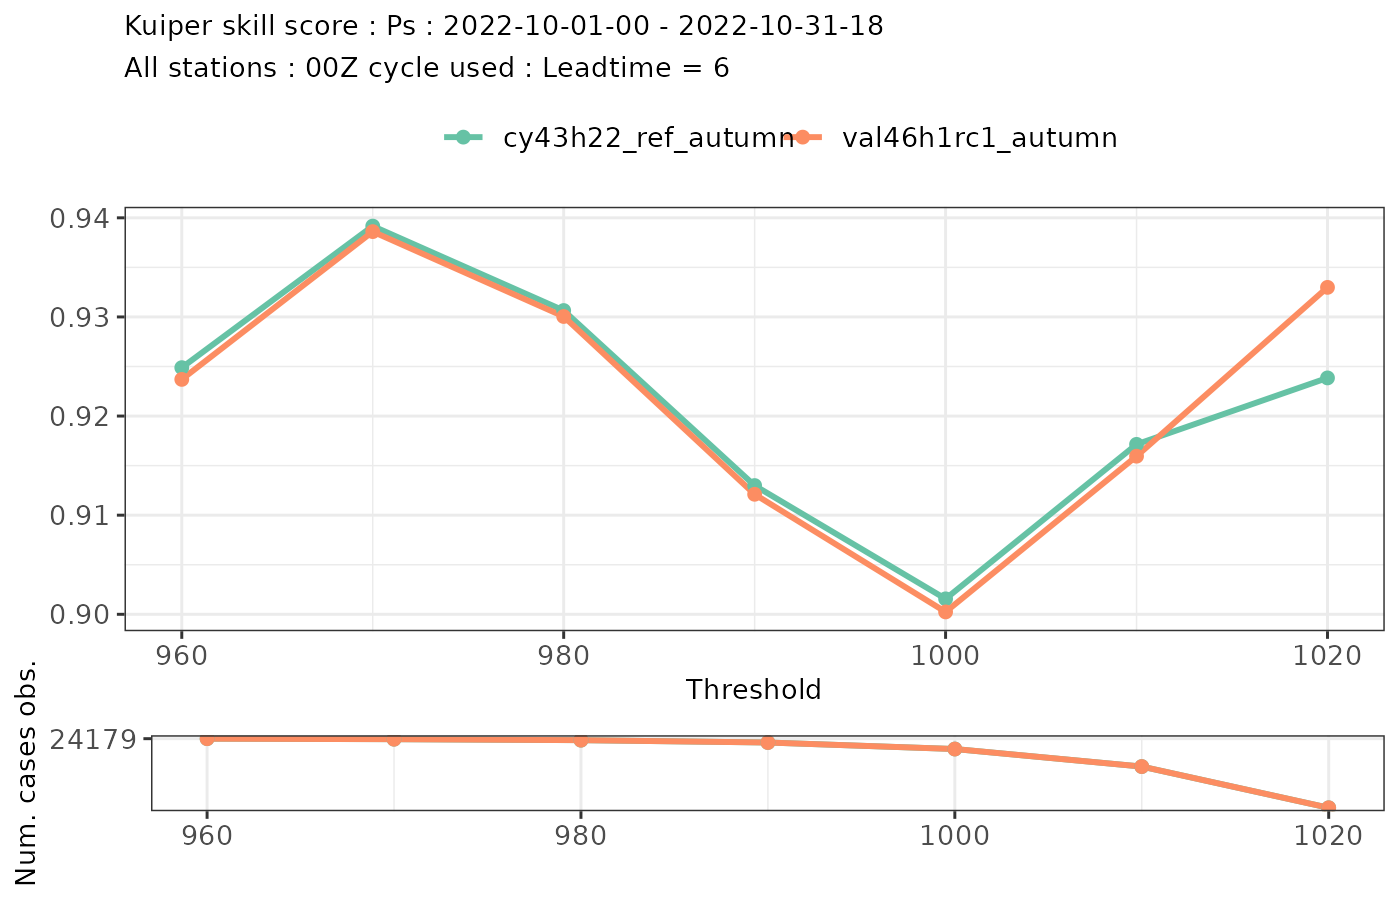 Kuiper skill score : Ps : 2022-10-01-00 - 2022-10-31-18
All stations : 00Z cycle used : Leadtime = 6
cy43h22_ref_autumn val46h1rc1_autumn
0.94
0.93
0.92
0.91
0.90
960 980 1000 1020
Threshold
Num. cases obs.
24179
960 980 1000 1020